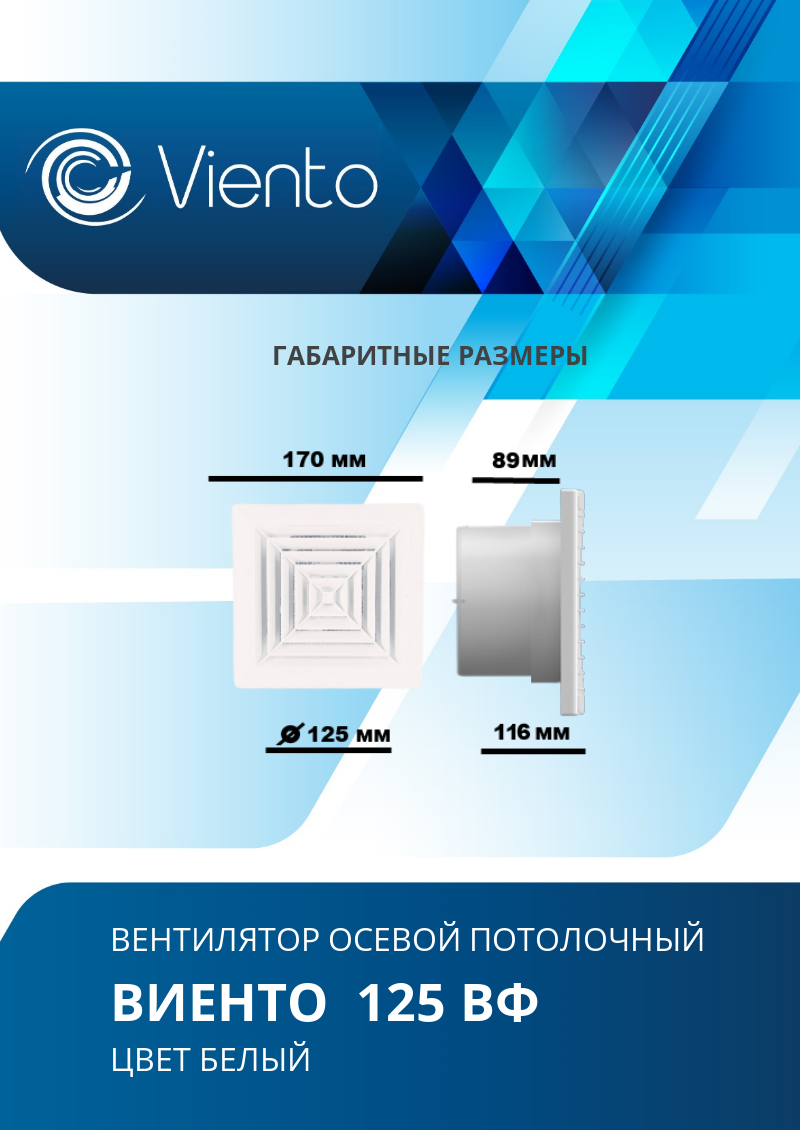 Viento
ГАБАРИТНЫЕ РАЗМЕРЫ
170 мм
89мм
Ø 125 мм
116 мм
ВЕНТИЛЯТОР ОСЕВОЙ ПОТОЛОЧНЫЙ
ВИЕНТО 125 ВФ
ЦВЕТ БЕЛЫЙ